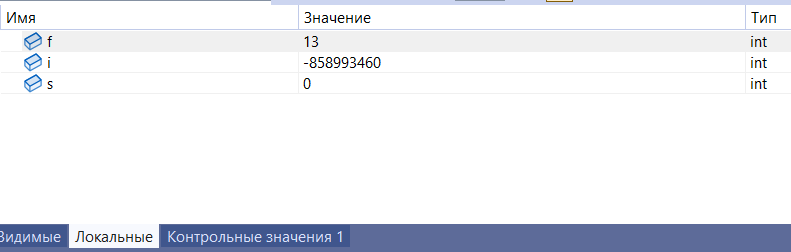 Имя Значение Тип
f 13 int
i -858993460 int
s 0 int
Видимые Локальные Контрольные значения 1